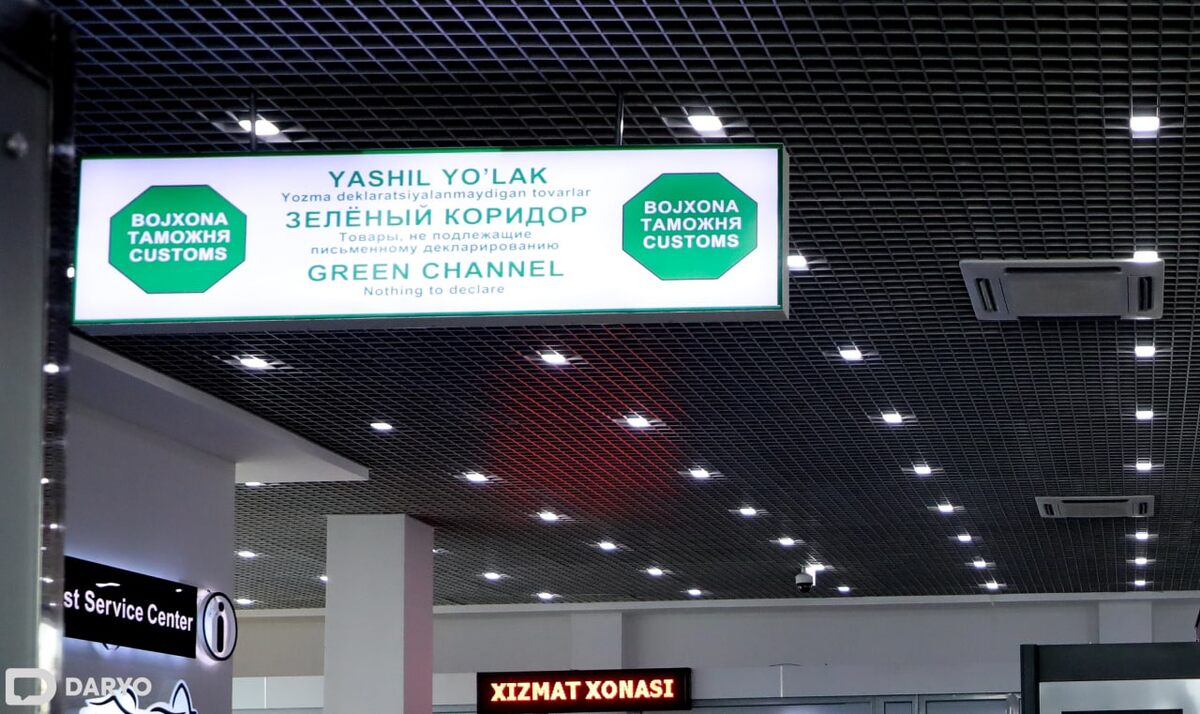 BOJXONA
ТАМОЖНЯ
CUSTOMS
YASHIL YO'LAK
Yozma deklaratsiyalanmaydigan tovarlar
ЗЕЛЁНЫЙ КОРИДОР
Товары, не подлежащие
письменному декларированию
GREEN CHANNEL
Nothing to declare
BOJXONA
ТАМОЖНЯ
CUSTOMS
st Service Center
i
XIZMAT XONASI
DARYO